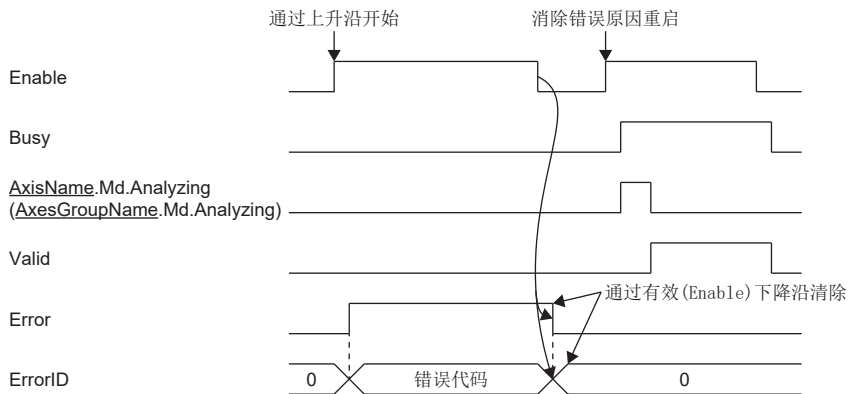 通过上升沿开始
消除错误原因重启
Enable
Busy
AxisName.Md.Analyzing
(AxesGroupName.Md.Analyzing)
Valid
通过有效(Enable)下降沿清除
Error
ErrorID
0
错误代码
0